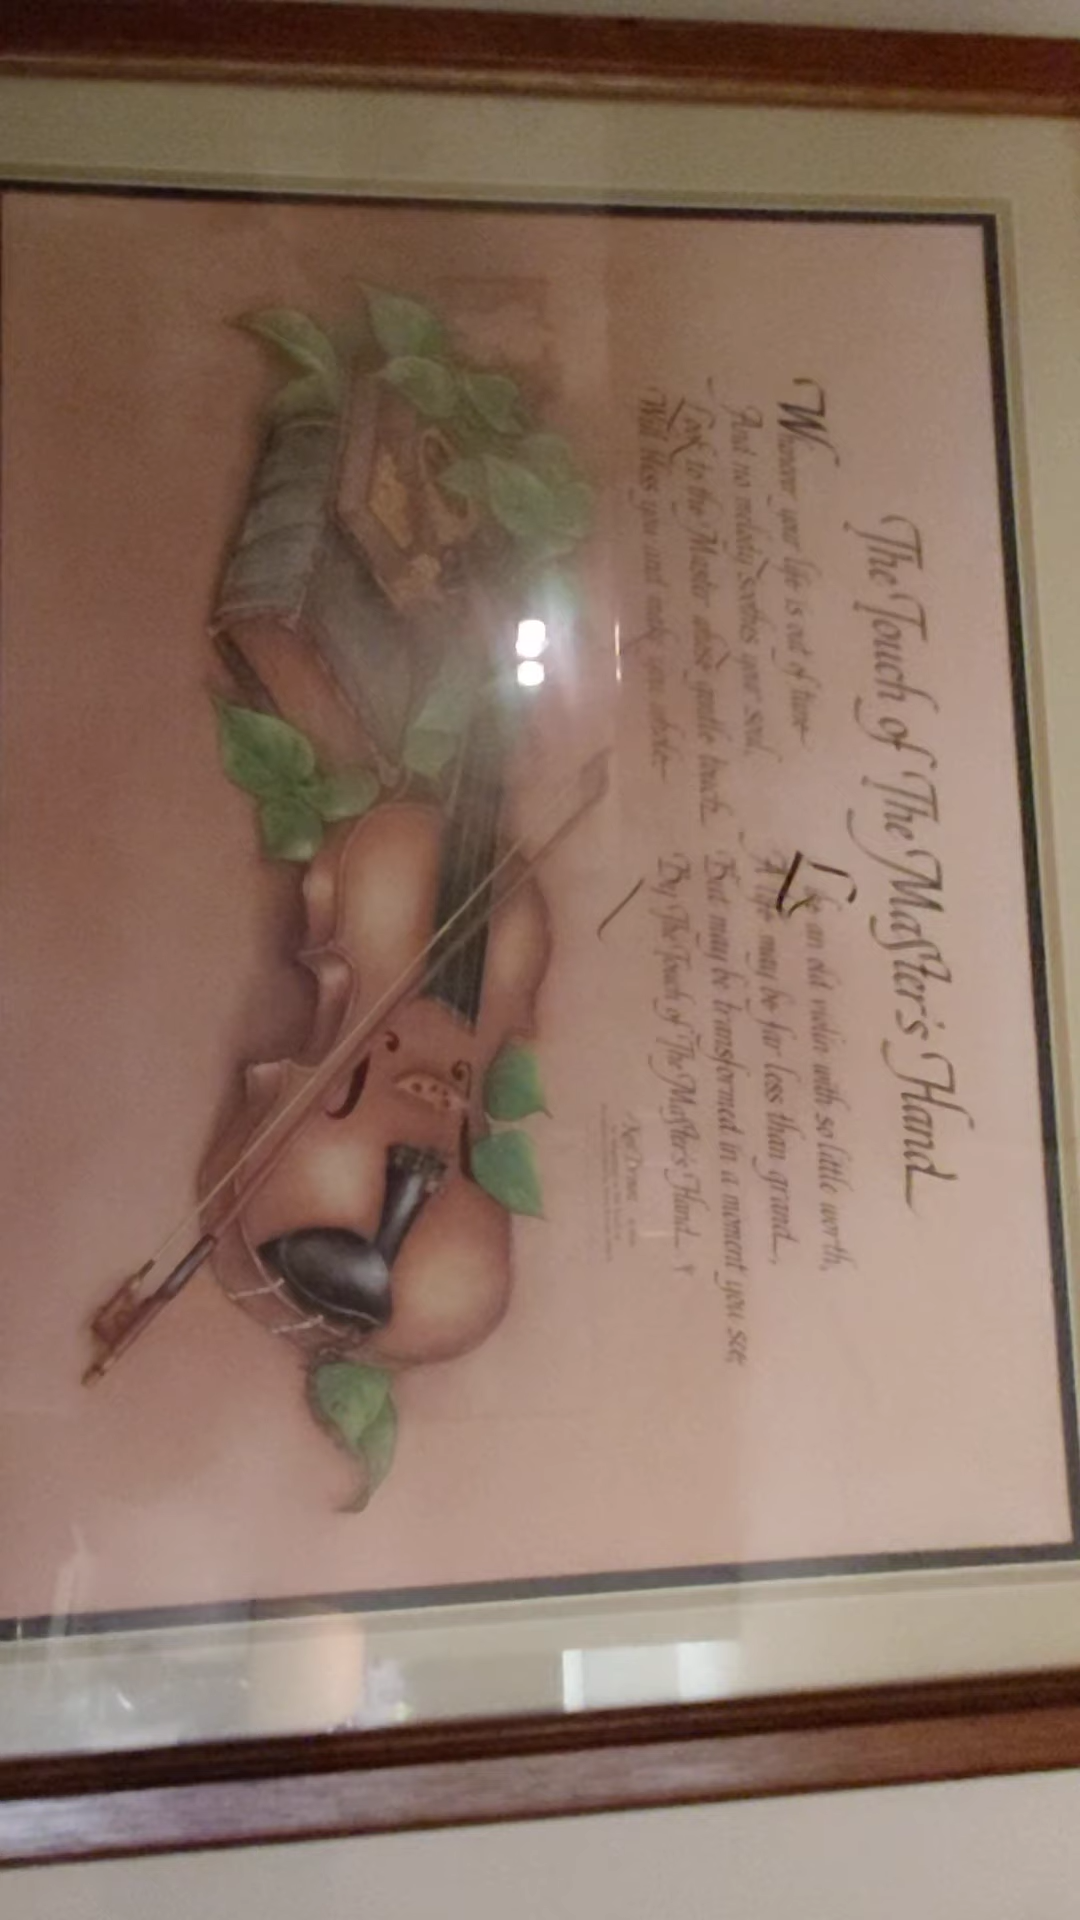 The Touch of The Master's Hand
Whenever your life is out of tune
And no melody soothes your soul,
Look to the Master whose gentle touch
Will bless you and make you whole
Like an old violin with so little worth,
A life may be far less than grand,
But may be transformed in a moment you see,
By The Touch of The Master's Hand.